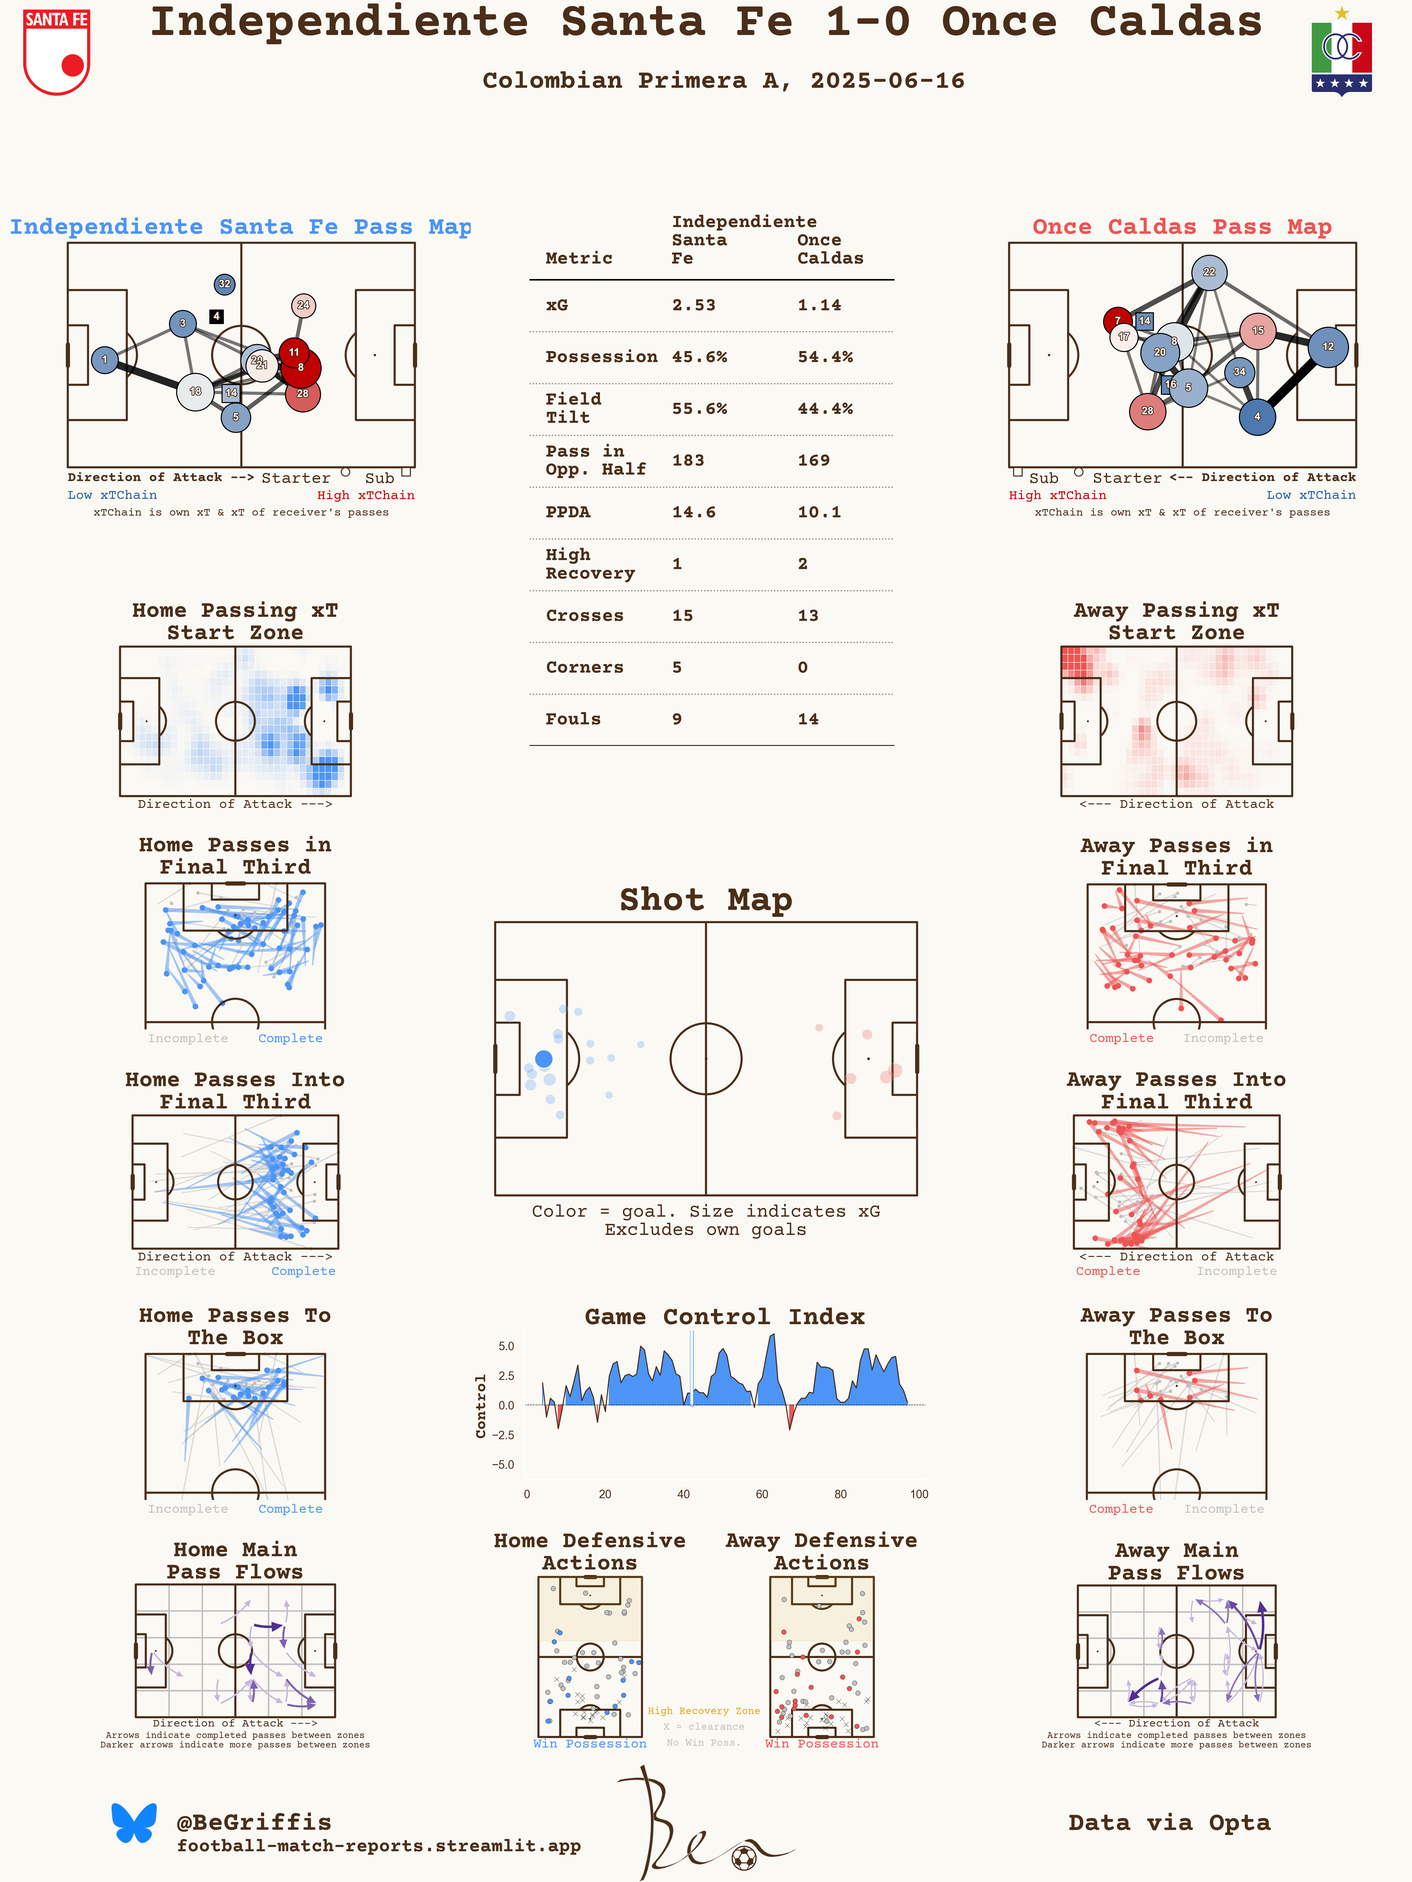 SANTA FE
Independiente Santa Fe 1-0 Once Caldas
Colombian Primera A, 2025-06-16
Independiente Santa Fe Pass Map
32
24
4
3
11
1
29
21
8
18
14
28
5
Direction of Attack --> Starter Sub
Low xTChain High xTChain
xTChain is own xT & xT of receiver's passes
Metric Independiente Santa Fe Once Caldas
xG 2.53 1.14
Possession 45.6% 54.4%
Field Tilt 55.6% 44.4%
Pass in Opp. Half 183 169
PPDA 14.6 10.1
High Recovery 1 2
Crosses 15 13
Corners 5 0
Fouls 9 14
Once Caldas Pass Map
22
7
14
17
8
15
20
12
16
5
34
28
4
Sub Starter <-- Direction of Attack
High xTChain Low xTChain
xTChain is own xT & xT of receiver's passes
Home Passing xT
Start Zone
Direction of Attack --->
Away Passing xT
Start Zone
<--- Direction of Attack
Home Passes in
Final Third
Incomplete Complete
Away Passes in
Final Third
Complete Incomplete
Shot Map
Color = goal. Size indicates xG
Excludes own goals
Home Passes Into
Final Third
Direction of Attack --->
Incomplete Complete
Away Passes Into
Final Third
<--- Direction of Attack
Complete Incomplete
Home Passes To
The Box
Incomplete Complete
Game Control Index
Control
5.0
2.5
0.0
−2.5
−5.0
0 20 40 60 80 100
Away Passes To
The Box
Complete Incomplete
Home Main
Pass Flows
Direction of Attack --->
Arrows indicate completed passes between zones
Darker arrows indicate more passes between zones
Home Defensive
Actions
Win Possession
High Recovery Zone
X = clearance
No Win Poss.
Away Defensive
Actions
Win Possession
Away Main
Pass Flows
<--- Direction of Attack
Arrows indicate completed passes between zones
Darker arrows indicate more passes between zones
@BeGriffis
football-match-reports.streamlit.app
Ben
Data via Opta